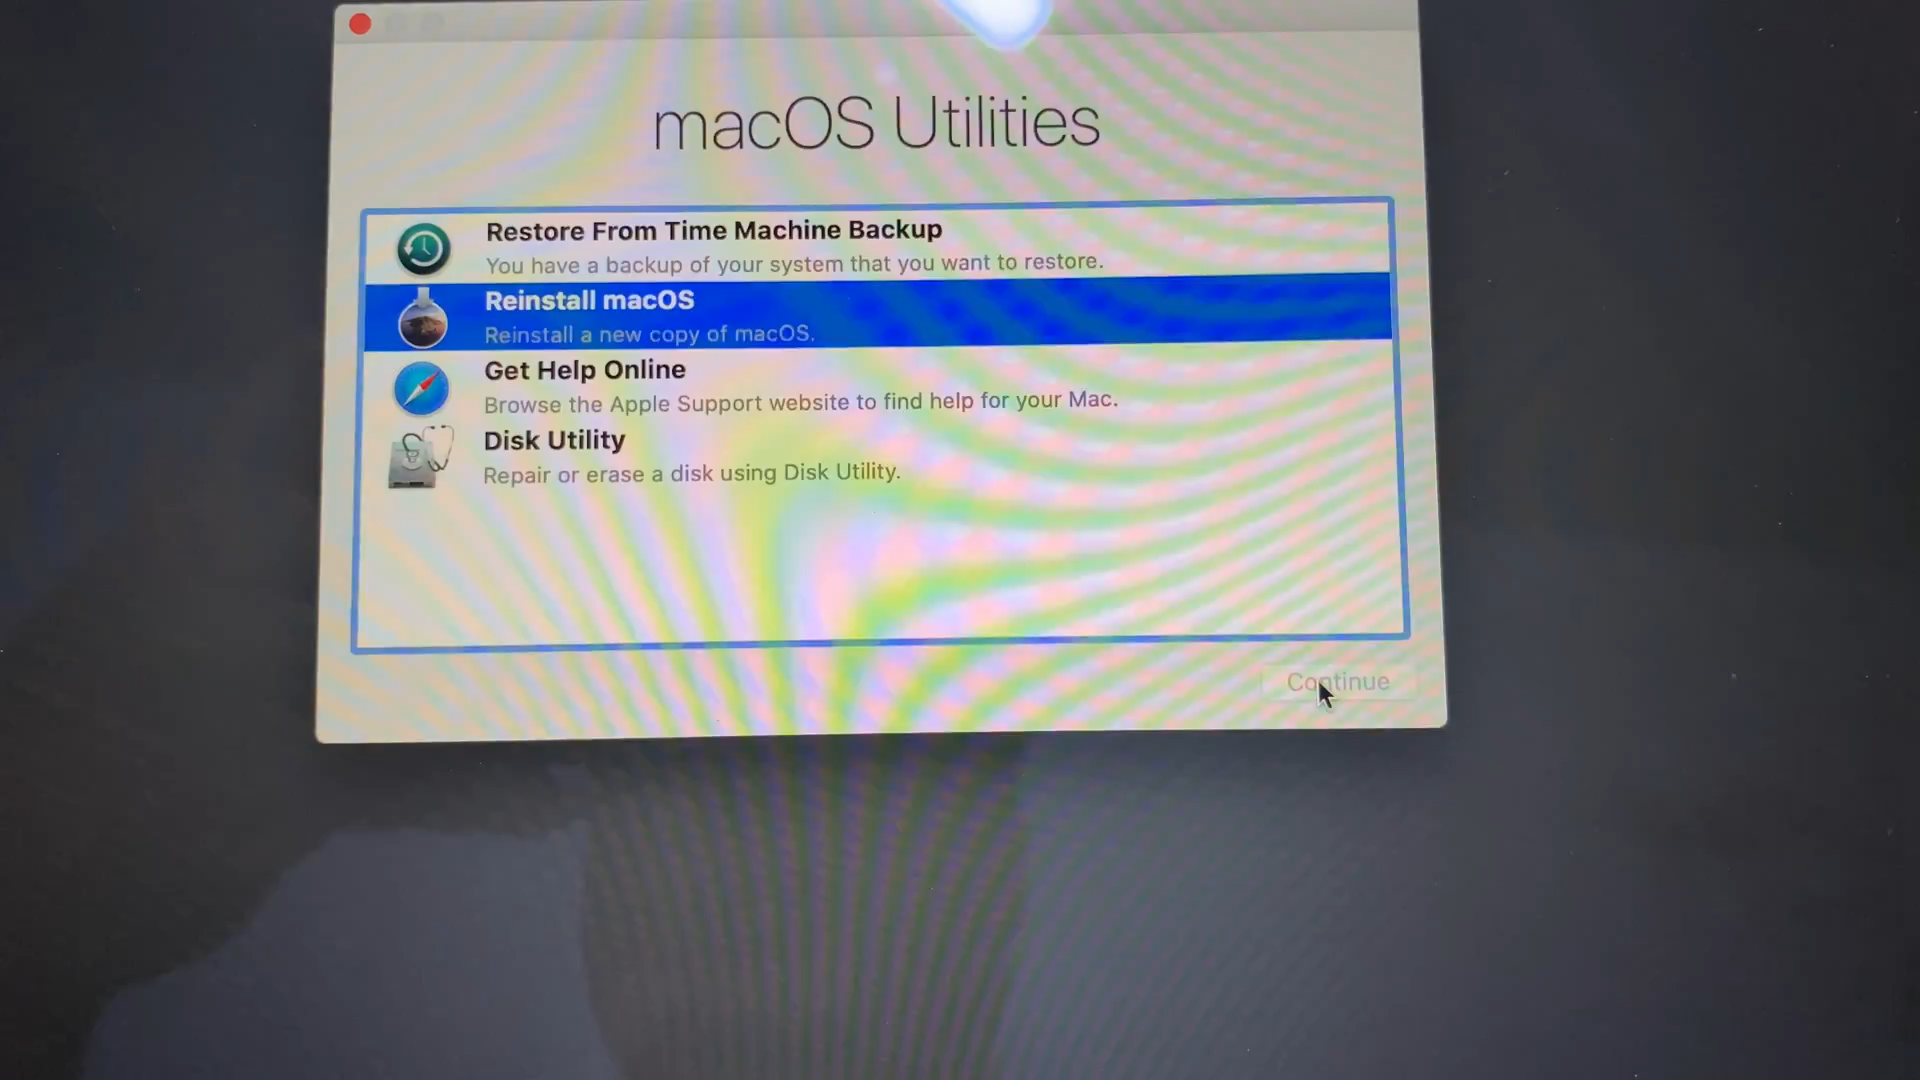 macOS Utilities
Restore From Time Machine Backup
You have a backup of your system that you want to restore.
Reinstall macOS
Reinstall a new copy of macOS.
Get Help Online
Browse the Apple Support website to find help for your Mac.
Disk Utility
Repair or erase a disk using Disk Utility.
Continue